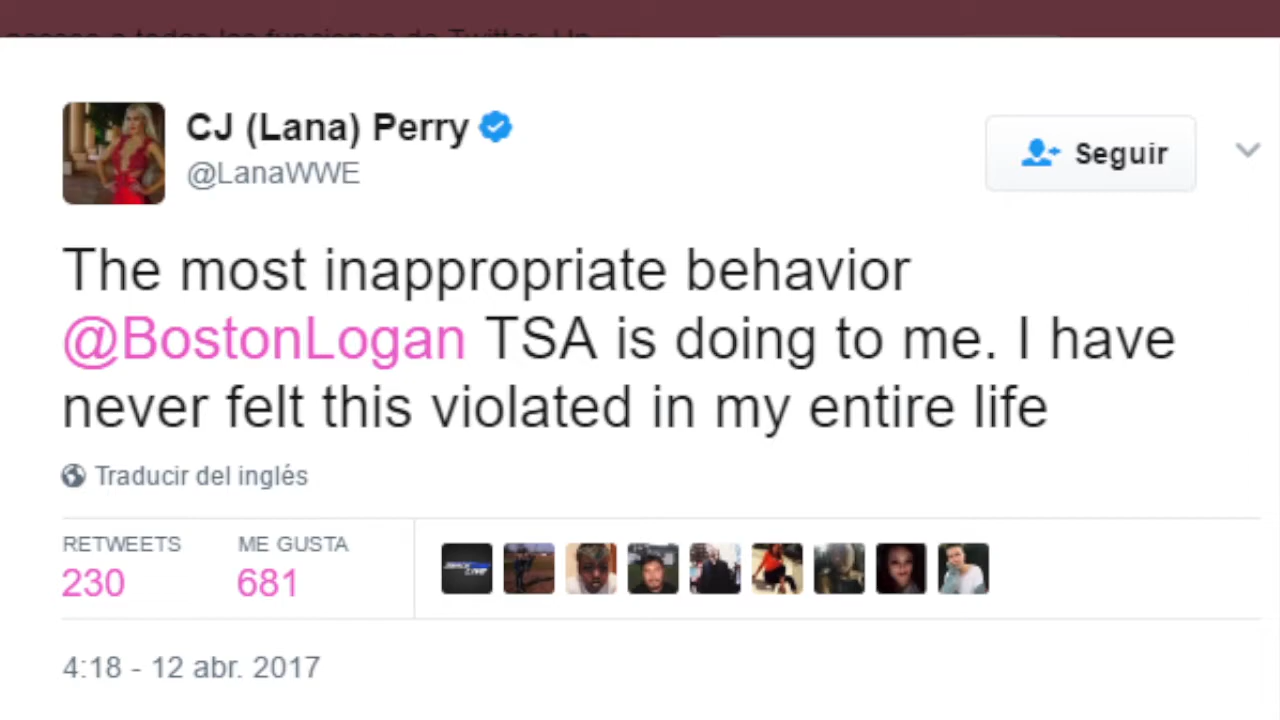 CJ (Lana) Perry
@LanaWWE
Seguir
The most inappropriate behavior
@BostonLogan TSA is doing to me. I have
never felt this violated in my entire life
Traducir del inglés
RETWEETS ME GUSTA
230 681
4:18 - 12 abr. 2017